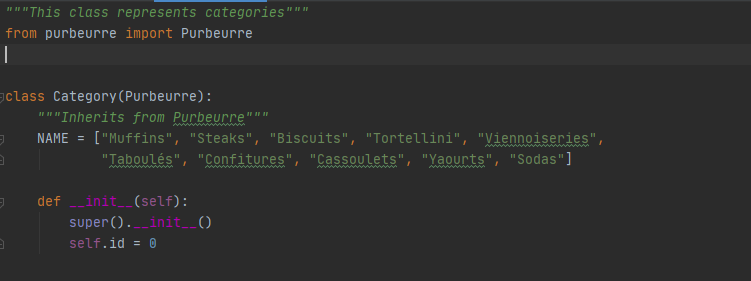 """This class represents categories"""
from purbeurre import Purbeurre
class Category(Purbeurre):
"""Inherits from Purbeurre"""
NAME = ["Muffins", "Steaks", "Biscuits", "Tortellini", "Viennoiseries",
"Taboulés", "Confitures", "Cassoulets", "Yaourts", "Sodas"]
def __init__(self):
super().__init__()
self.id = 0